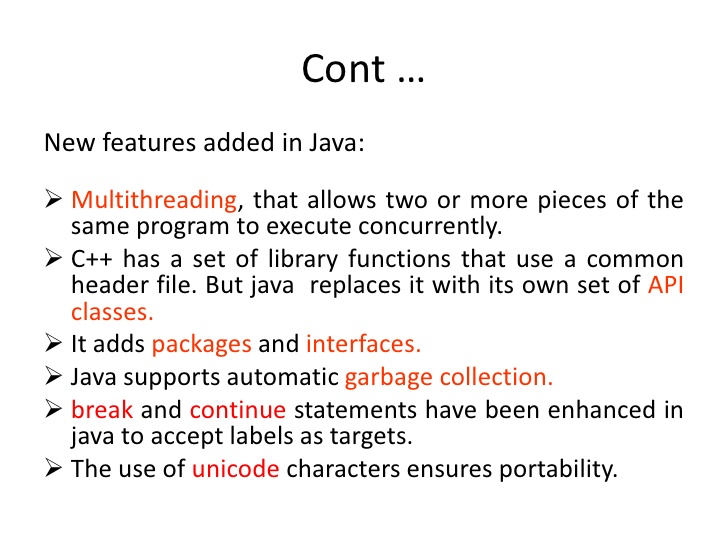 Cont …
New features added in Java:
➢ Multithreading, that allows two or more pieces of the
same program to execute concurrently.
➢ C++ has a set of library functions that use a common
header file. But java  replaces it with its own set of API
classes.
➢ It adds packages and interfaces.
➢ Java supports automatic garbage collection.
➢ break and continue statements have been enhanced in
java to accept labels as targets.
➢ The use of unicode characters ensures portability.